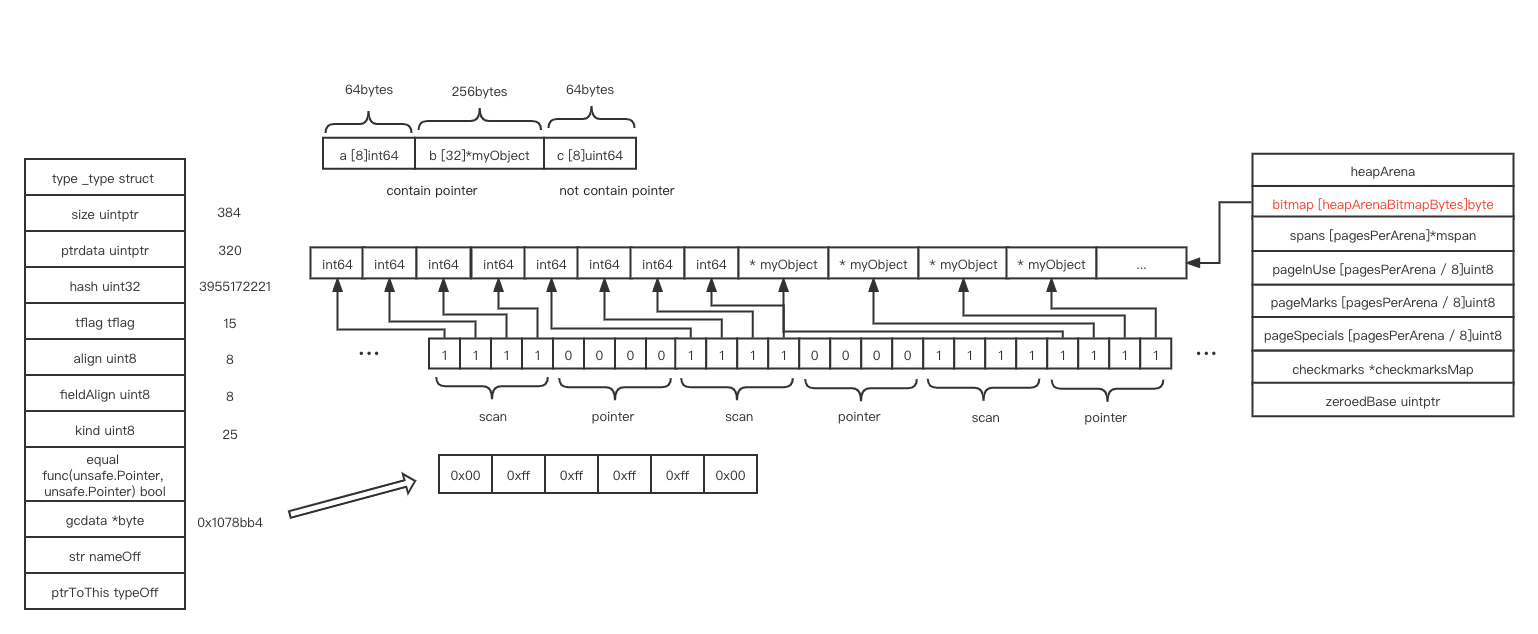 64bytes
256bytes
64bytes
a [8]int64
b [32]*myObject
c [8]uint64
contain pointer
not contain pointer
type _type struct
size uintptr
384
ptrdata uintptr
320
hash uint32
3955172221
tflag tflag
15
align uint8
8
fieldAlign uint8
8
kind uint8
25
equal
func(unsafe.Pointer,
unsafe.Pointer) bool
gcdata *byte
0x1078bb4
str nameOff
ptrToThis typeOff
int64
int64
int64
int64
int64
int64
int64
int64
* myObject
* myObject
* myObject
* myObject
...
...
1 1 1 1 0 0 0 0 1 1 1 1 0 0 0 0 1 1 1 1 1 1 1 1
...
scan
pointer
scan
pointer
scan
pointer
0x00
0xff
0xff
0xff
0xff
0x00
heapArena
bitmap [heapArenaBitmapBytes]byte
spans [pagesPerArena]*mspan
pageInUse [pagesPerArena / 8]uint8
pageMarks [pagesPerArena / 8]uint8
pageSpecials [pagesPerArena / 8]uint8
checkmarks *checkmarksMap
zeroedBase uintptr